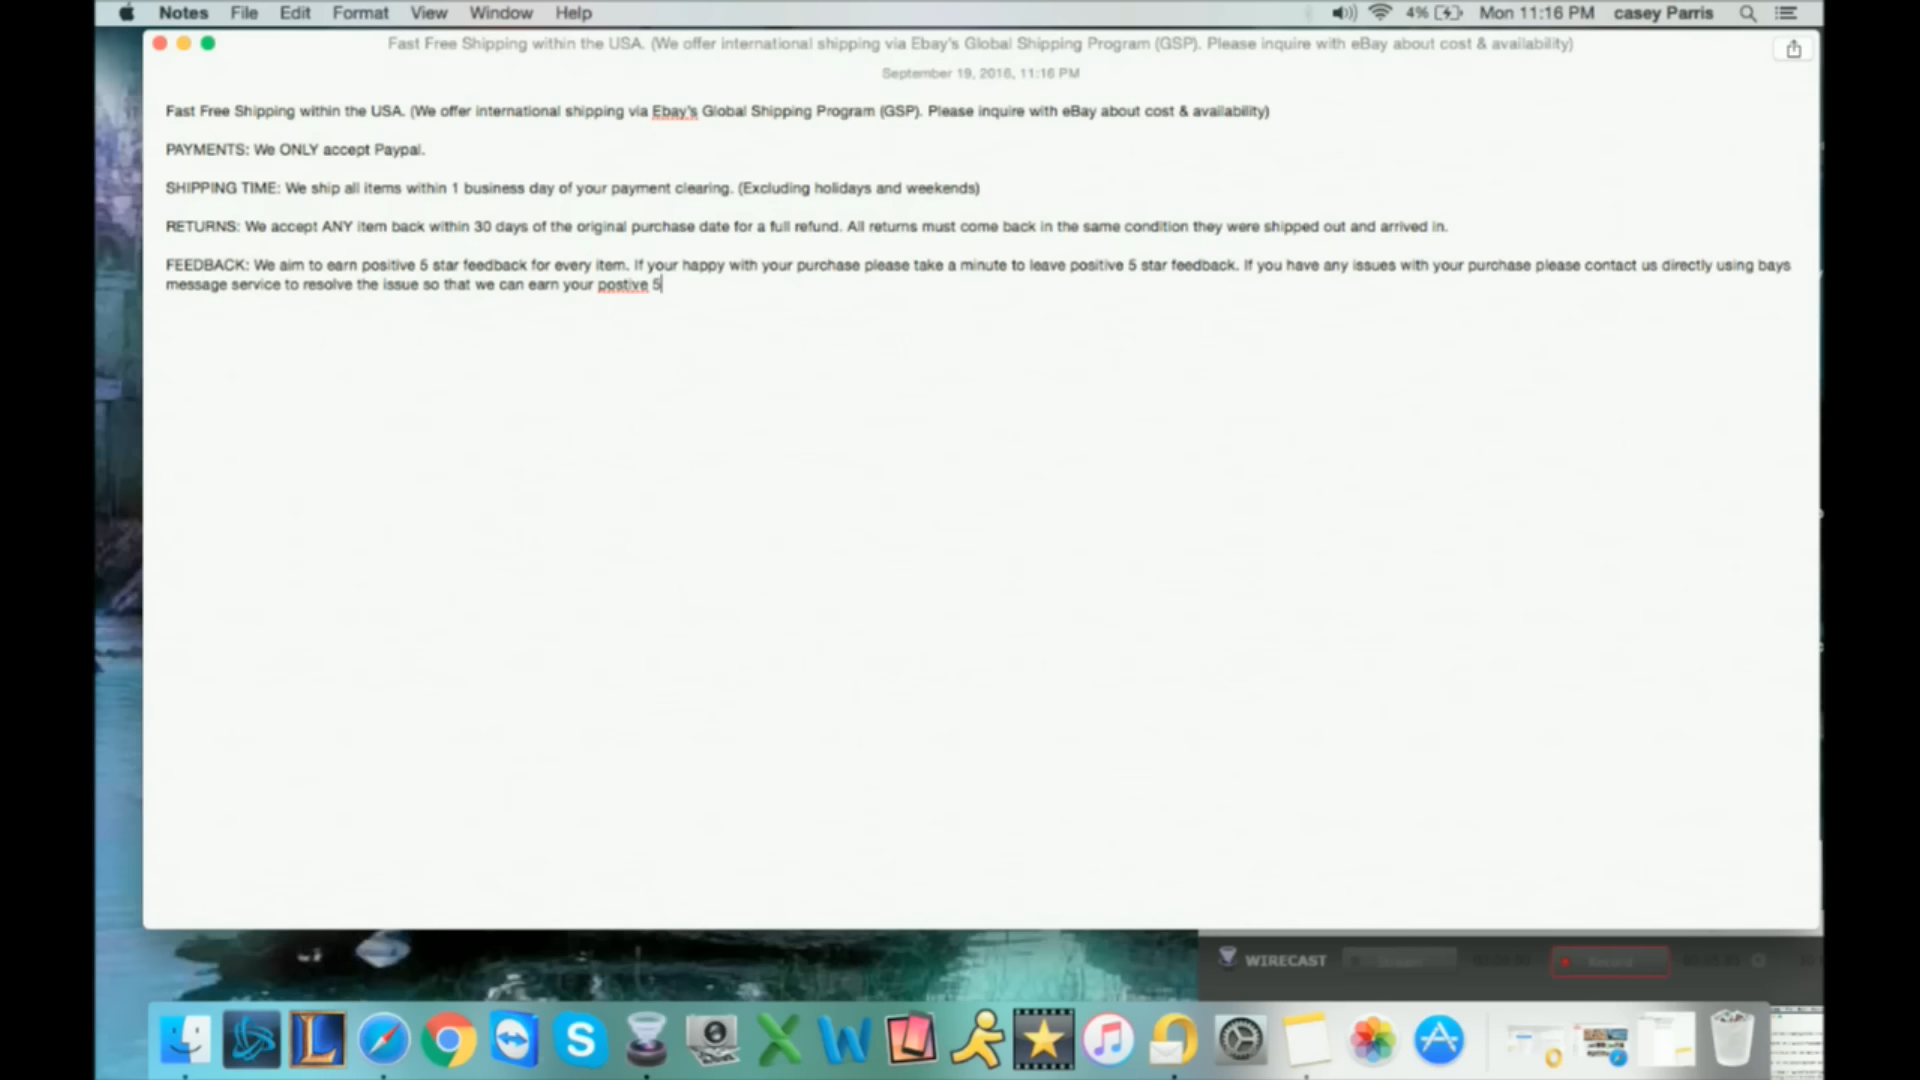 Notes File Edit Format View Window Help 4% Mon 11:16 PM casey Parris
Fast Free Shipping within the USA. (We offer international shipping via Ebay's Global Shipping Program (GSP). Please inquire with eBay about cost & availability)
September 19, 2016, 11:16 PM
Fast Free Shipping within the USA. (We offer international shipping via Ebay's Global Shipping Program (GSP). Please inquire with eBay about cost & availability)
PAYMENTS: We ONLY accept Paypal.
SHIPPING TIME: We ship all items within 1 business day of your payment clearing. (Excluding holidays and weekends)
RETURNS: We accept ANY item back within 30 days of the original purchase date for a full refund. All returns must come back in the same condition they were shipped out and arrived in.
FEEDBACK: We aim to earn positive 5 star feedback for every item. If your happy with your purchase please take a minute to leave positive 5 star feedback. If you have any issues with your purchase please contact us directly using bays
message service to resolve the issue so that we can earn your postive 5
WIRECAST Record